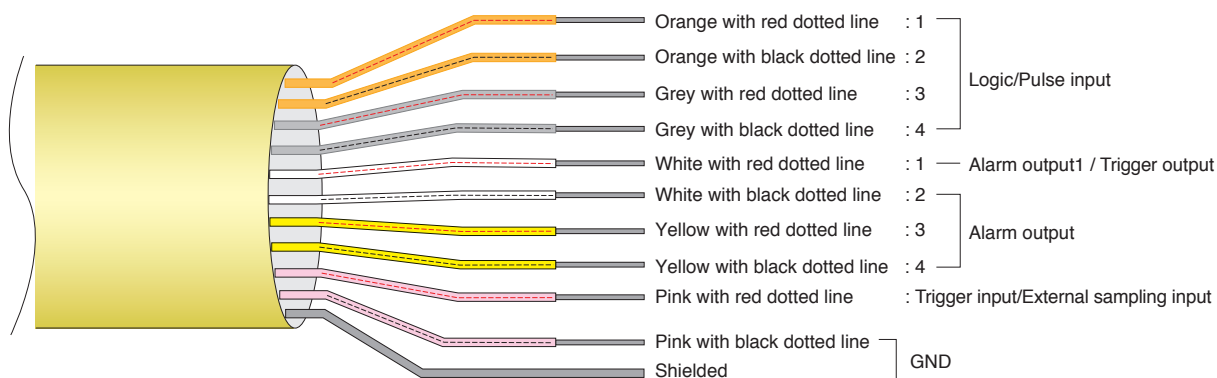 Orange with red dotted line : 1
Orange with black dotted line : 2
Logic/Pulse input
Grey with red dotted line : 3
Grey with black dotted line : 4
White with red dotted line : 1 Alarm output1 / Trigger output
White with black dotted line : 2
Yellow with red dotted line : 3
Alarm output
Yellow with black dotted line : 4
Pink with red dotted line : Trigger input/External sampling input
Pink with black dotted line
GND
Shielded